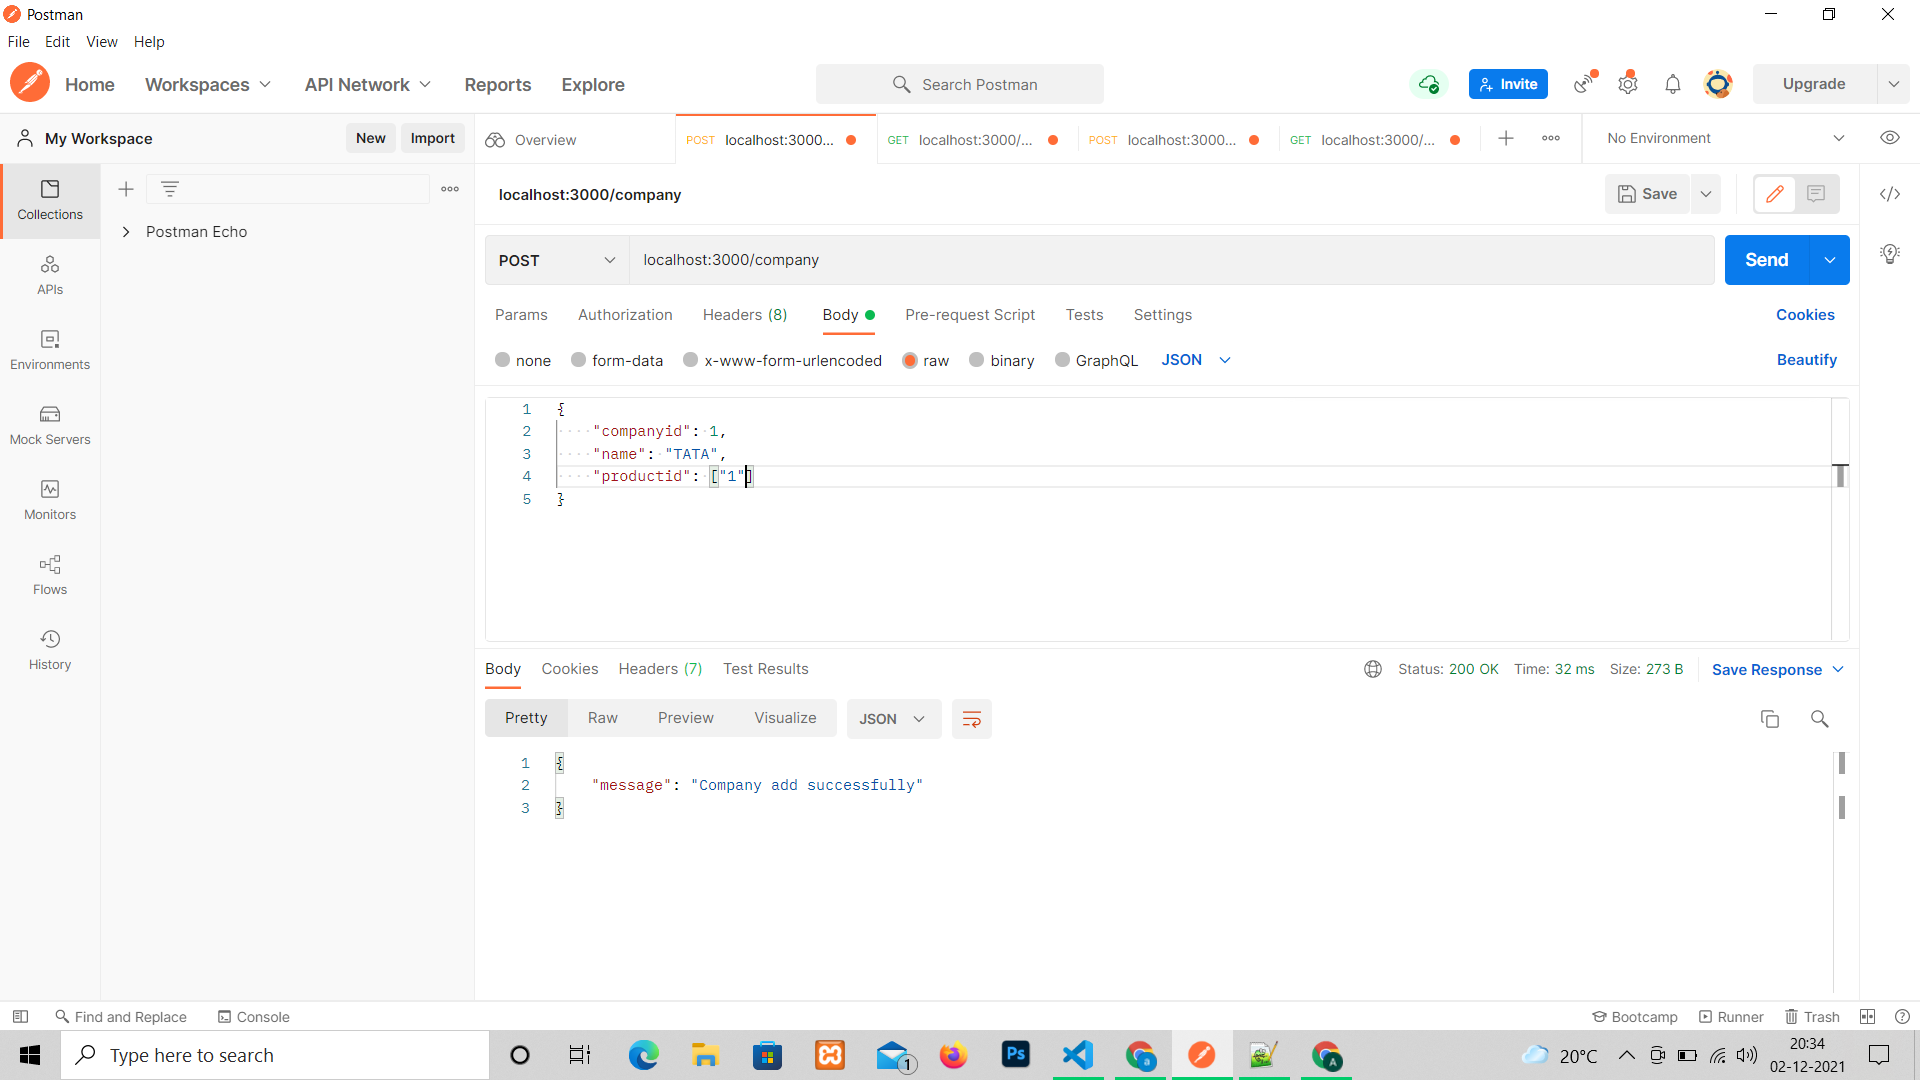 Postman
File Edit View Help
Home Workspaces API Network Reports Explore Search Postman Invite Upgrade
My Workspace New Import Overview POST localhost:3000... GET localhost:3000/... POST localhost:3000... GET localhost:3000/... No Environment
Collections
APIs
Environments
Mock Servers
Monitors
Flows
History
Postman Echo
localhost:3000/company Save
POST localhost:3000/company Send
Params Authorization Headers (8) Body Pre-request Script Tests Settings Cookies
none form-data x-www-form-urlencoded raw binary GraphQL JSON Beautify
1 {
2 "companyid": 1,
3 "name": "TATA",
4 "productid": ["1"]
5 }
Body Cookies Headers (7) Test Results Status: 200 OK Time: 32 ms Size: 273 B Save Response
Pretty Raw Preview Visualize JSON
1 {
2 "message": "Company add successfully"
3 }
Find and Replace Console Bootcamp Runner Trash
Type here to search Ps 1 a A 20°C 20:34
02-12-2021